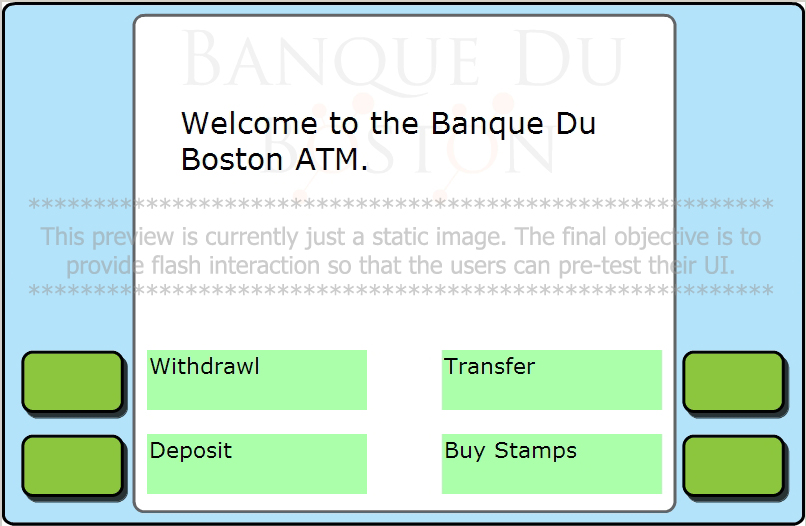 BANQUE DU
BOSTON
Welcome to the Banque Du
Boston ATM.
*********************************************************
This preview is currently just a static image. The final objective is to
provide flash interaction so that the users can pre-test their UI.
*********************************************************
Withdrawl Transfer
Deposit Buy Stamps